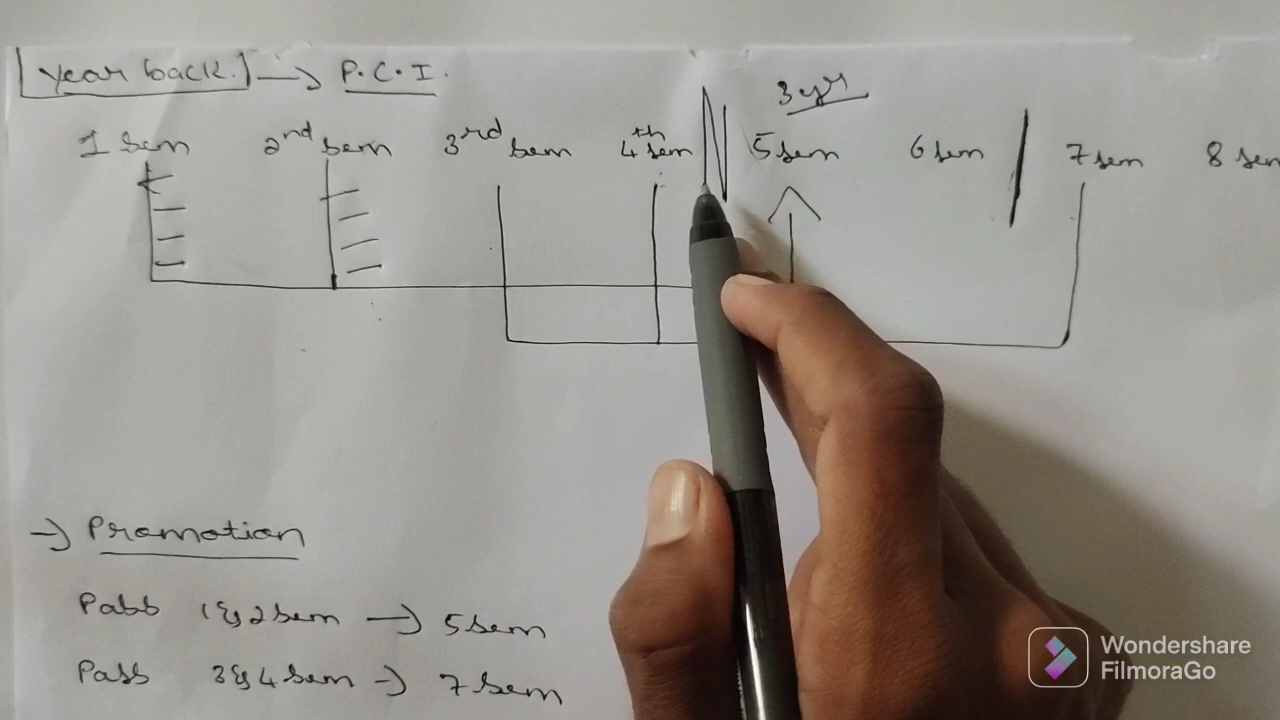 Year back. → P.C.I.
3 yr
1 sem 2nd sem 3rd sem 4th sem 5 sem 6 sem 7 sem 8 sem
→ Promotion
Pass 1 & 2 sem → 5 sem
Pass 3 & 4 sem → 7 sem
Wondershare
FilmoraGo